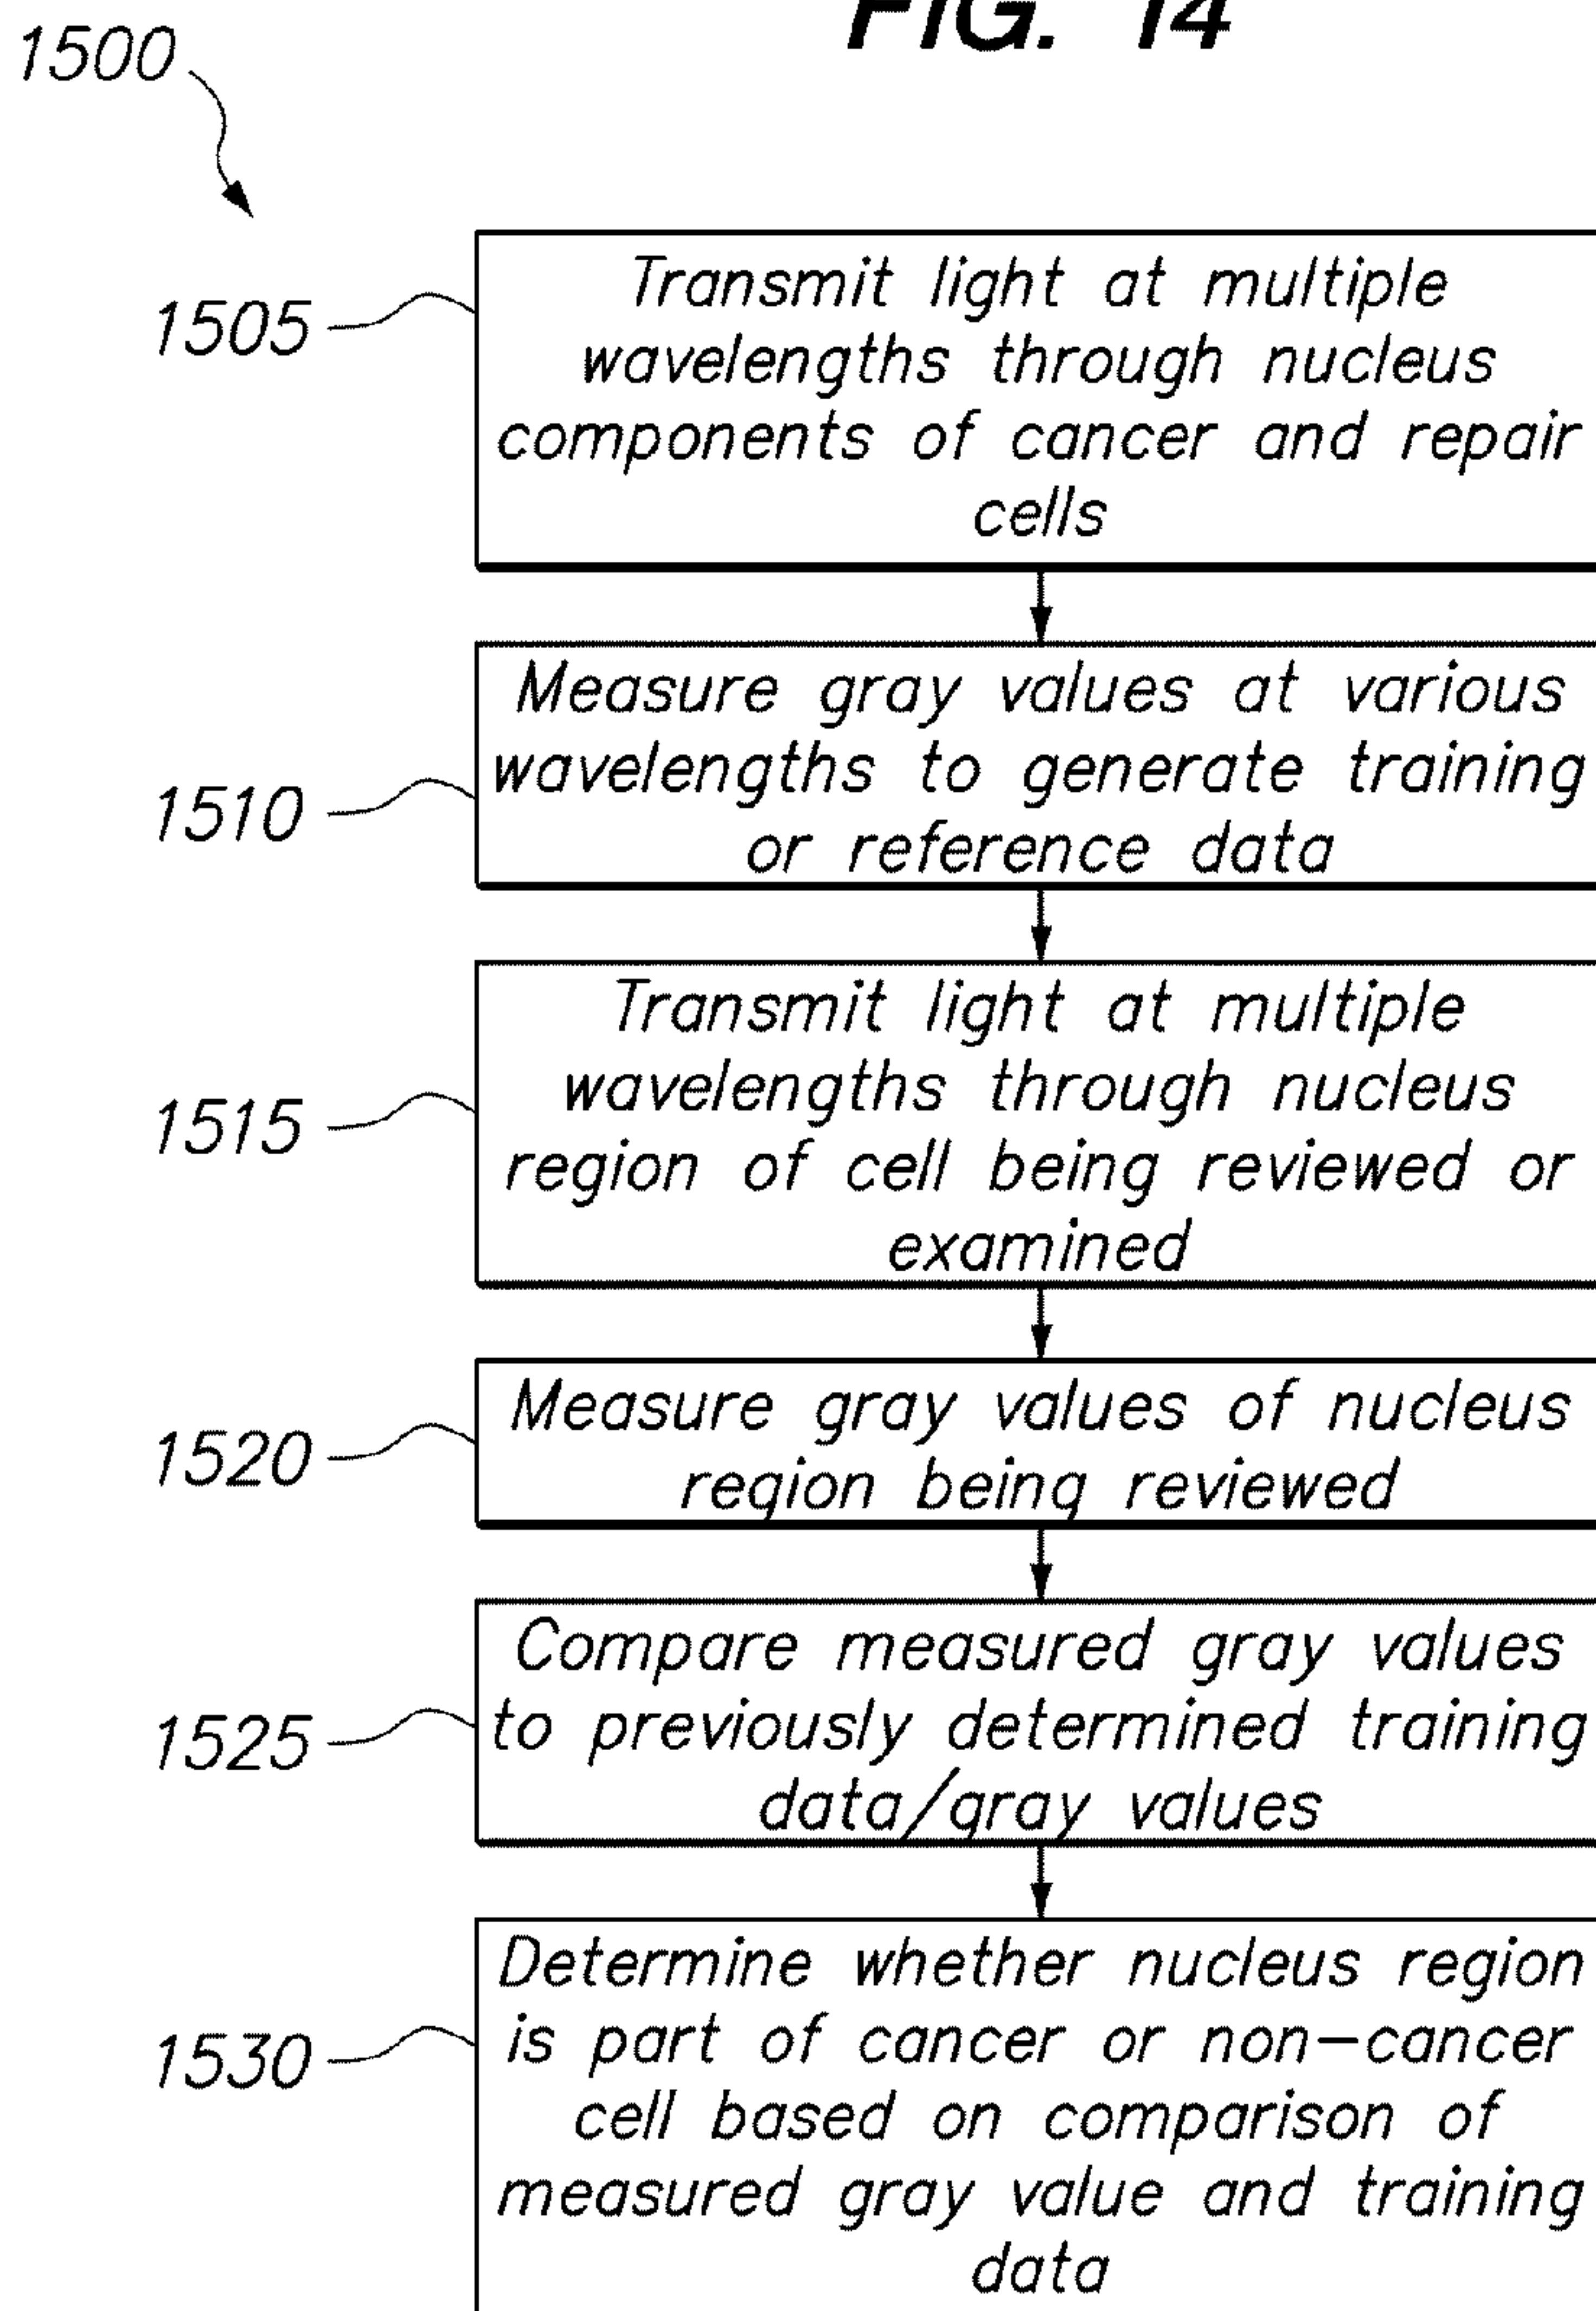 FIG. 14
1500
1505
Transmit light at multiple
wavelengths through nucleus
components of cancer and repair
cells
1510
Measure gray values at various
wavelengths to generate training
or reference data
1515
Transmit light at multiple
wavelengths through nucleus
region of cell being reviewed or
examined
1520
Measure gray values of nucleus
region being reviewed
1525
Compare measured gray values
to previously determined training
data/gray values
1530
Determine whether nucleus region
is part of cancer or non-cancer
cell based on comparison of
measured gray value and training
data